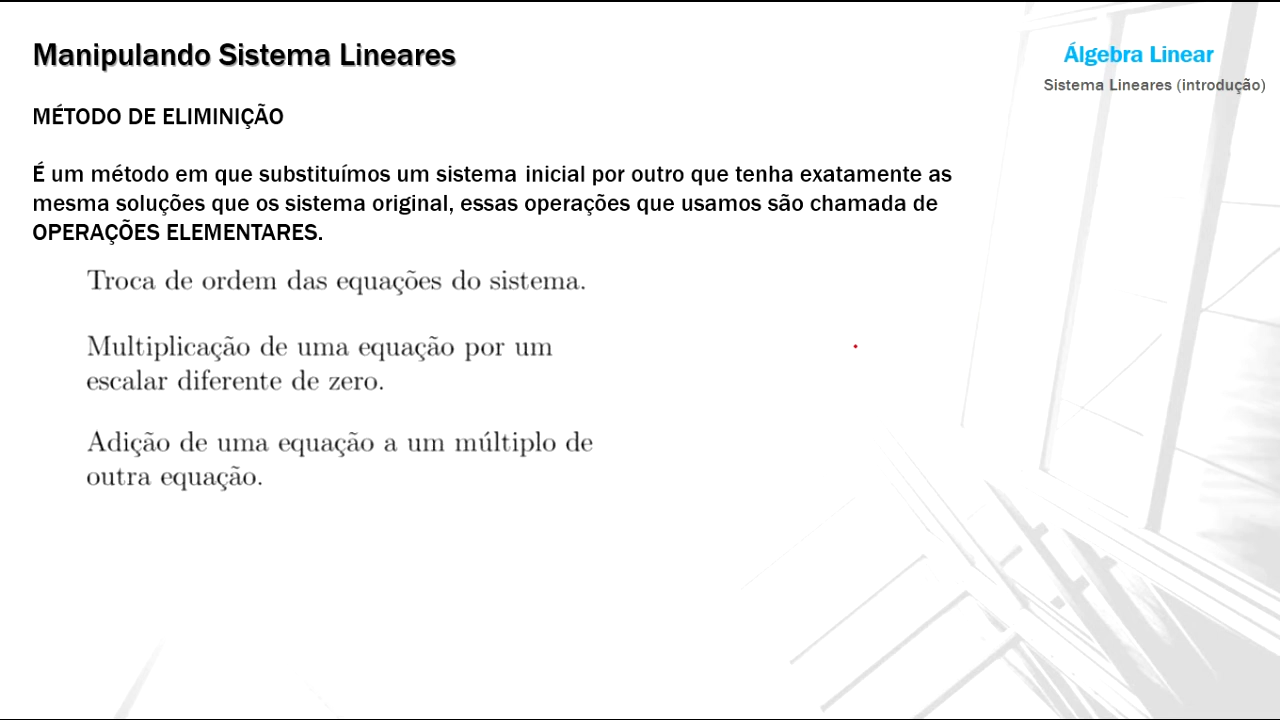 Manipulando Sistema Lineares
Álgebra Linear
Sistema Lineares (introdução)
MÉTODO DE ELIMINIÇÃO
É um método em que substituímos um sistema inicial por outro que tenha exatamente as
mesma soluções que os sistema original, essas operações que usamos são chamada de
OPERAÇÕES ELEMENTARES.
Troca de ordem das equações do sistema.
Multiplicação de uma equação por um
escalar diferente de zero.
Adição de uma equação a um múltiplo de
outra equação.